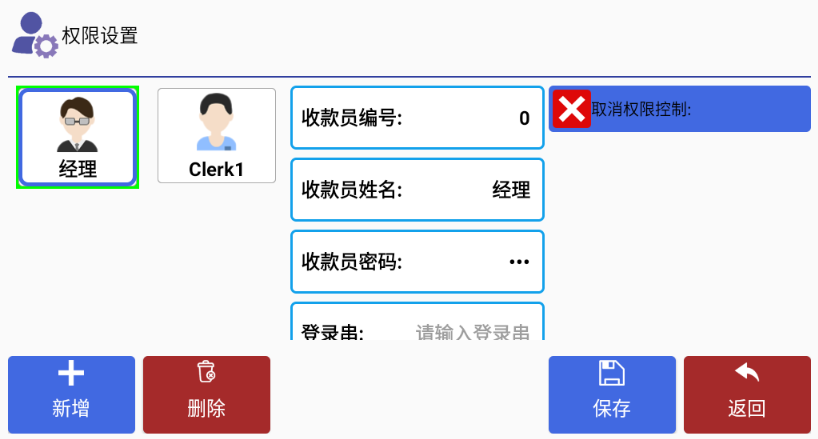 权限设置
经理
Clerk1
收款员编号: 0
收款员姓名: 经理
收款员密码: •••
登录串: 请输入登录串
取消权限控制:
新增
删除
保存
返回